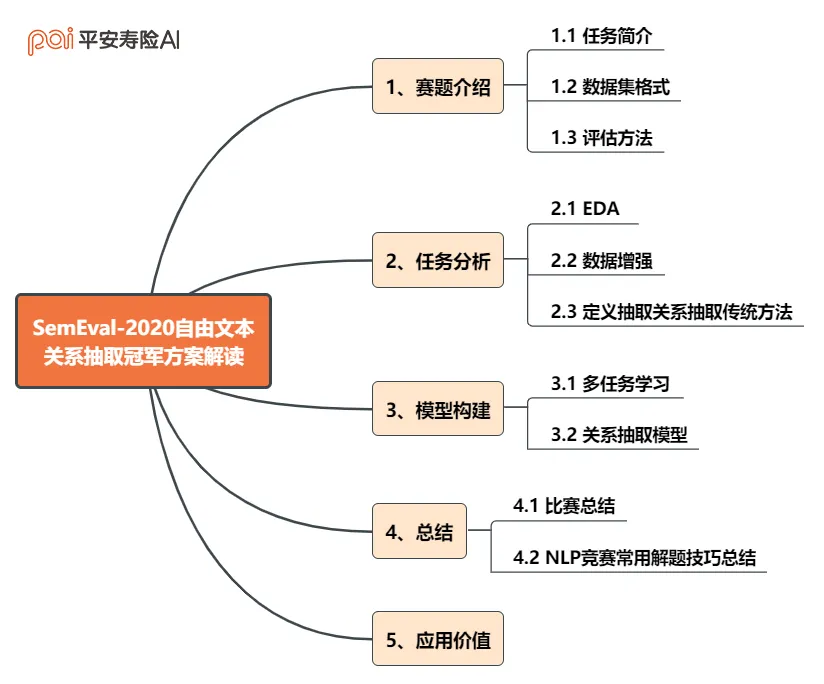 pai 平安寿险AI
1、赛题介绍
1.1 任务简介
1.2 数据集格式
1.3 评估方法
2、任务分析
2.1 EDA
2.2 数据增强
2.3 定义抽取关系抽取传统方法
SemEval-2020自由文本
关系抽取冠军方案解读
3、模型构建
3.1 多任务学习
3.2 关系抽取模型
4、总结
4.1 比赛总结
4.2 NLP竞赛常用解题技巧总结
5、应用价值